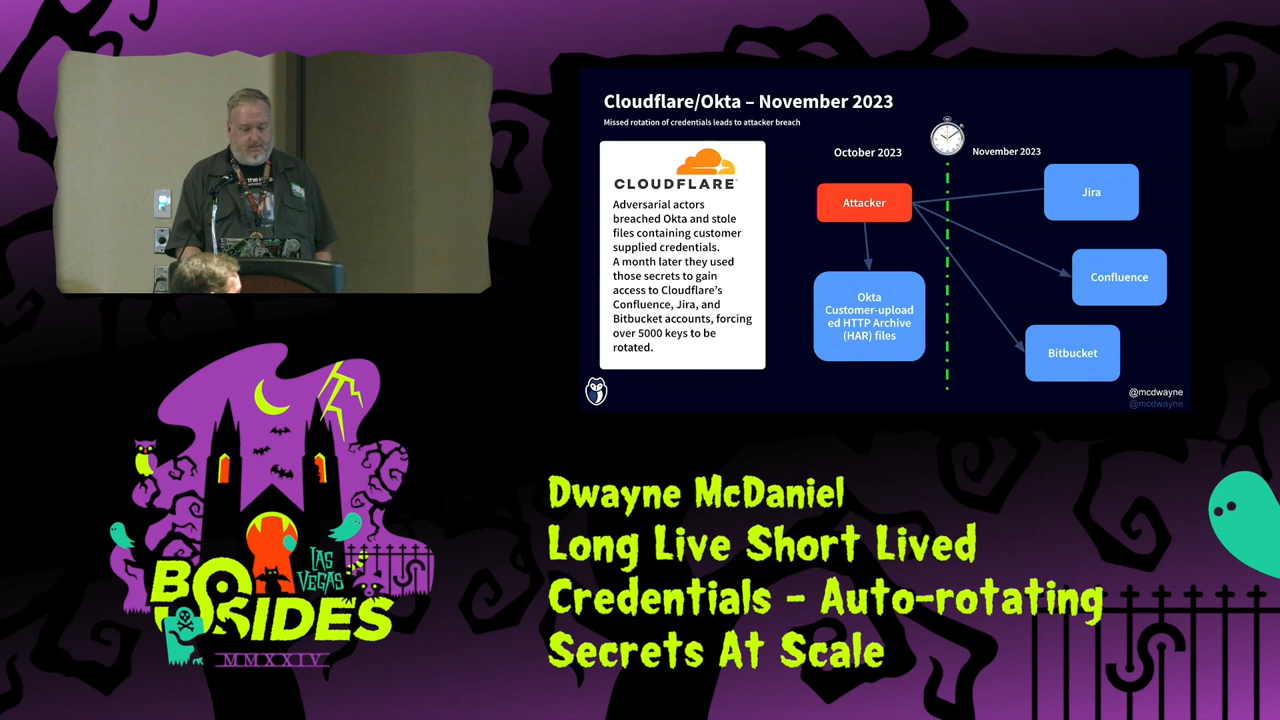 Cloudflare/Okta – November 2023
Missed rotation of credentials leads to attacker breach
CLOUDFLARE
Adversarial actors
breached Okta and stole
files containing customer
supplied credentials.
A month later they used
those secrets to gain
access to Cloudflare's
Confluence, Jira, and
Bitbucket accounts, forcing
over 5000 keys to be
rotated.
October 2023
November 2023
Attacker
Okta
Customer-upload
ed HTTP Archive
(HAR) files
Jira
Confluence
Bitbucket
@mcdwayne
@mcdwayne
LAS
VEGAS
BSIDES
MMXXIV
Dwayne McDaniel
Long Live Short Lived
Credentials - Auto-rotating
Secrets At Scale